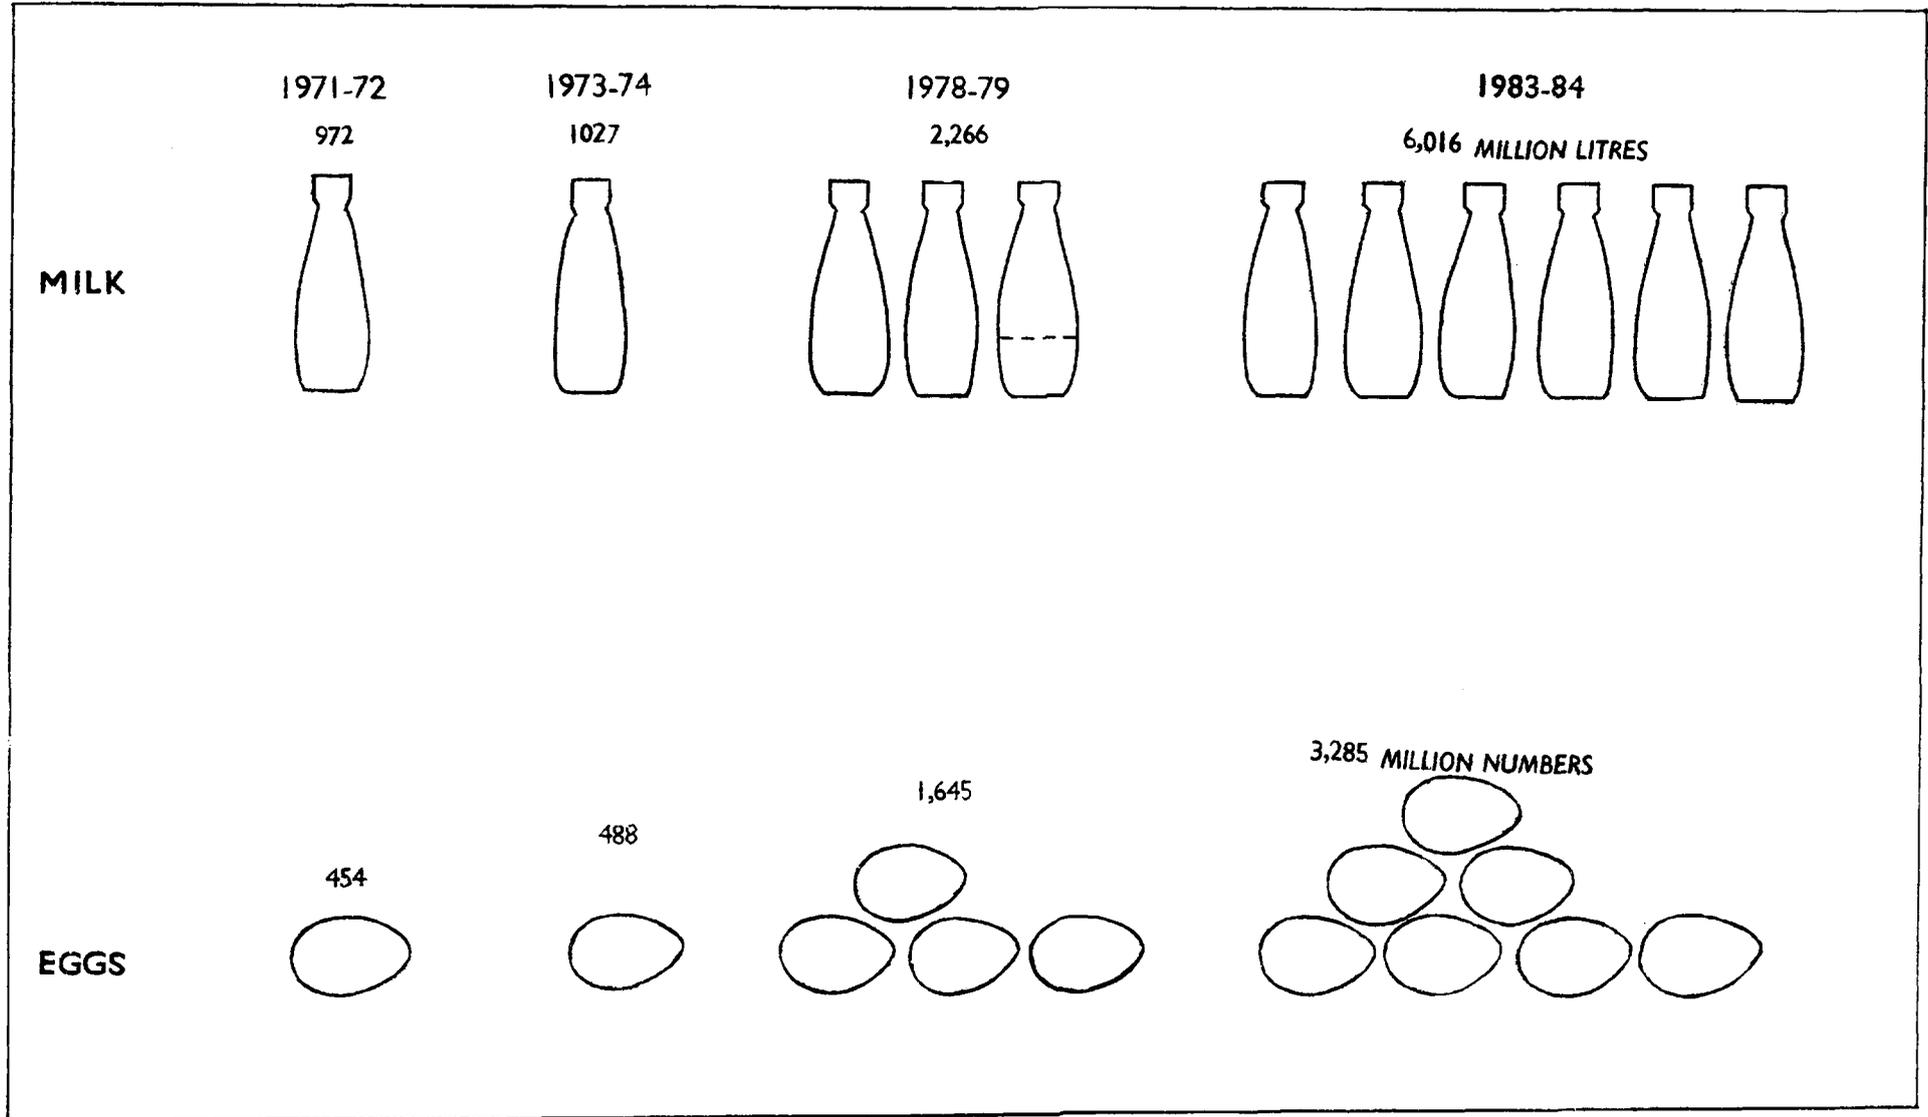 1971-72 1973-74 1978-79 1983-84
972 1027 2,266 6,016 MILLION LITRES
MILK
3,285 MILLION NUMBERS
1,645
488
454
EGGS